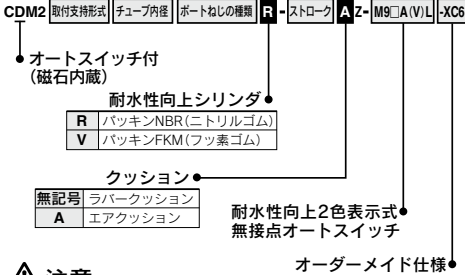 CDM2 取付支持形式 チューブ内径 ポートねじの種類 R - ストローク A Z- M9□A(V)L -XC6
オートスイッチ付
(磁石内蔵)
耐水性向上シリンダ
R パッキンNBR(ニトリルゴム)
V パッキンFKM(フッ素ゴム)
クッション
無記号 ラバークッション
A エアクッション
耐水性向上2色表示式
無接点オートスイッチ
オーダーメイド仕様
注意